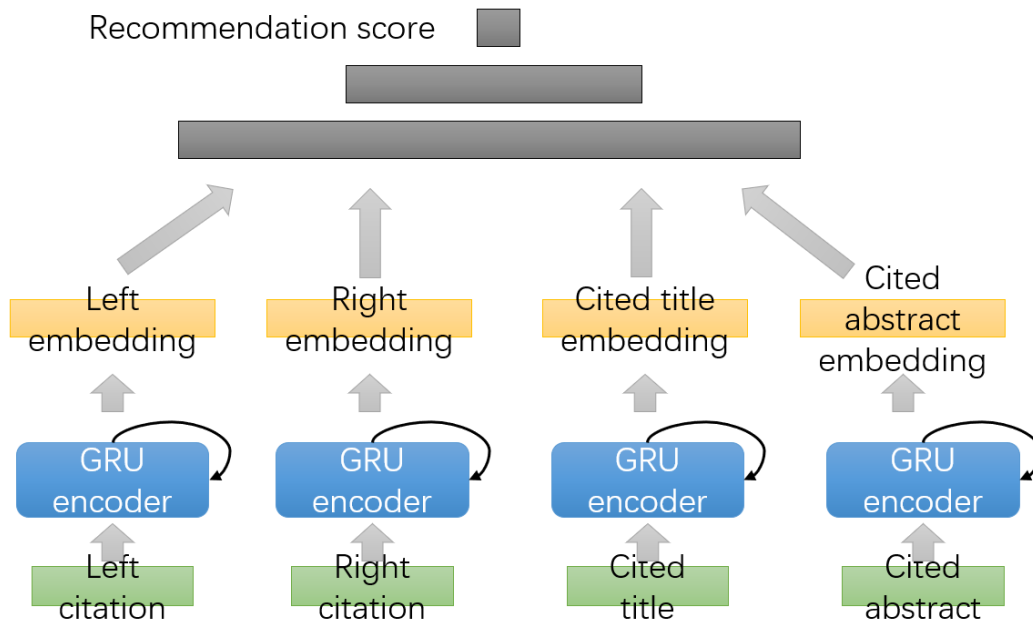 Recommendation score
Left
embedding
Right
embedding
Cited title
embedding
Cited
abstract
embedding
GRU
encoder
GRU
encoder
GRU
encoder
GRU
encoder
Left
citation
Right
citation
Cited
title
Cited
abstract